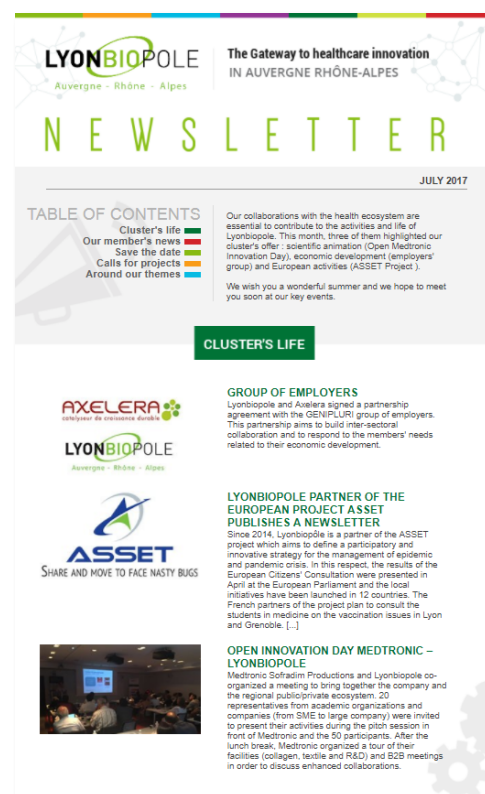 LYONBIOPOLE
Auvergne - Rhône - Alpes
The Gateway to healthcare innovation
IN AUVERGNE RHÔNE-ALPES
NEWSLETTER
JULY 2017
TABLE OF CONTENTS
Cluster's life
Our member's news
Save the date
Calls for projects
Around our themes
Our collaborations with the health ecosystem are
essential to contribute to the activities and life of
Lyonbiopole. This month, three of them highlighted our
cluster's offer : scientific animation (Open Medtronic
Innovation Day), economic development (employers'
group) and European activities (ASSET Project ).
We wish you a wonderful summer and we hope to meet
you soon at our key events.
CLUSTER'S LIFE
AXELERA
catalyseur de croissance durable
LYONBIOPOLE
Auvergne - Rhône - Alpes
GROUP OF EMPLOYERS
Lyonbiopole and Axelera signed a partnership
agreement with the GENIPLURI group of employers.
This partnership aims to build inter-sectoral
collaboration and to respond to the members' needs
related to their economic development.
ASSET
SHARE AND MOVE TO FACE NASTY BUGS
LYONBIOPOLE PARTNER OF THE
EUROPEAN PROJECT ASSET
PUBLISHES A NEWSLETTER
Since 2014, Lyonbiopôle is a partner of the ASSET
project which aims to define a participatory and
innovative strategy for the management of epidemic
and pandemic crisis. In this respect, the results of the
European Citizens' Consultation were presented in
April at the European Parliament and the local
initiatives have been launched in 12 countries. The
French partners of the project plan to consult the
students in medicine on the vaccination issues in Lyon
and Grenoble. [...]
OPEN INNOVATION DAY MEDTRONIC –
LYONBIOPOLE
Medtronic Sofradim Productions and Lyonbiopole co-
organized a meeting to bring together the company and
the regional public/private ecosystem. 20
representatives from academic organizations and
companies (from SME to large company) were invited
to present their activities during the pitch session in
front of Medtronic and the 50 participants. After the
lunch break, Medtronic organized a tour of their
facilities (collagen, textile and R&D) and B2B meetings
in order to discuss enhanced collaborations.